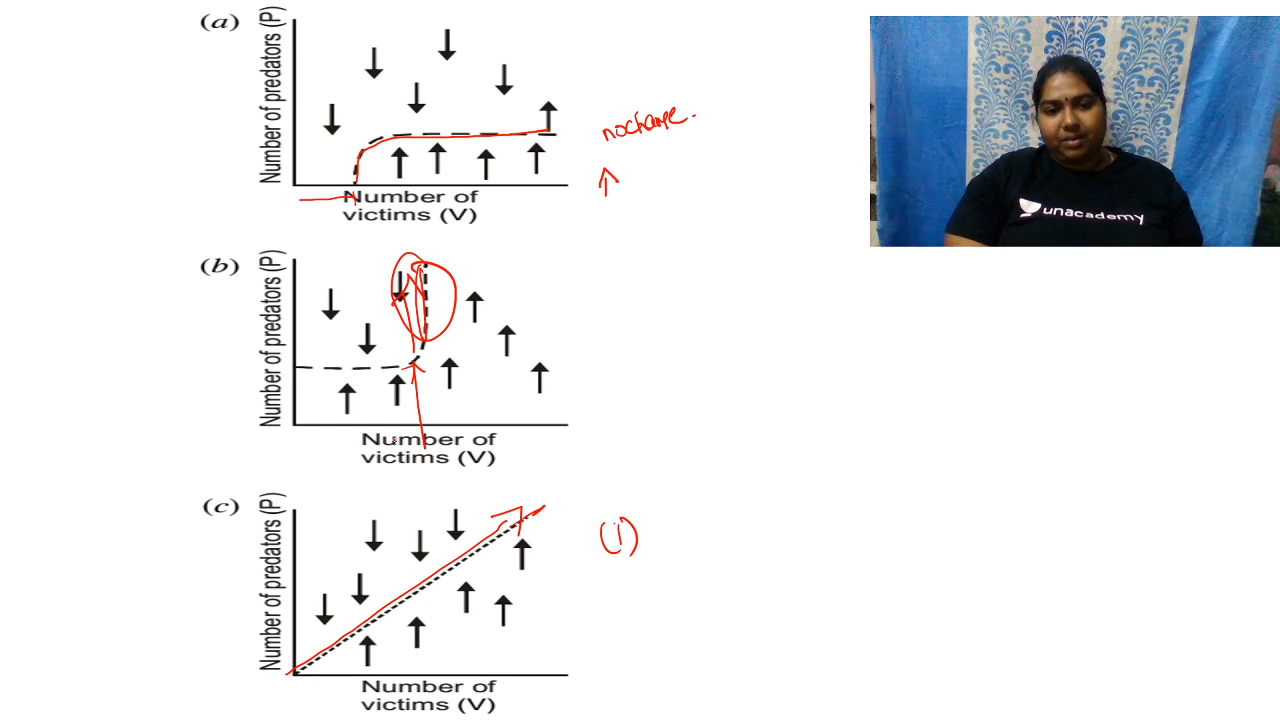 (a)
Number of predators (P)
Number of
victims (V)
no change.
(b)
Number of predators (P)
Number of
victims (V)
(c)
Number of predators (P)
Number of
victims (V)
(i)
unacademy